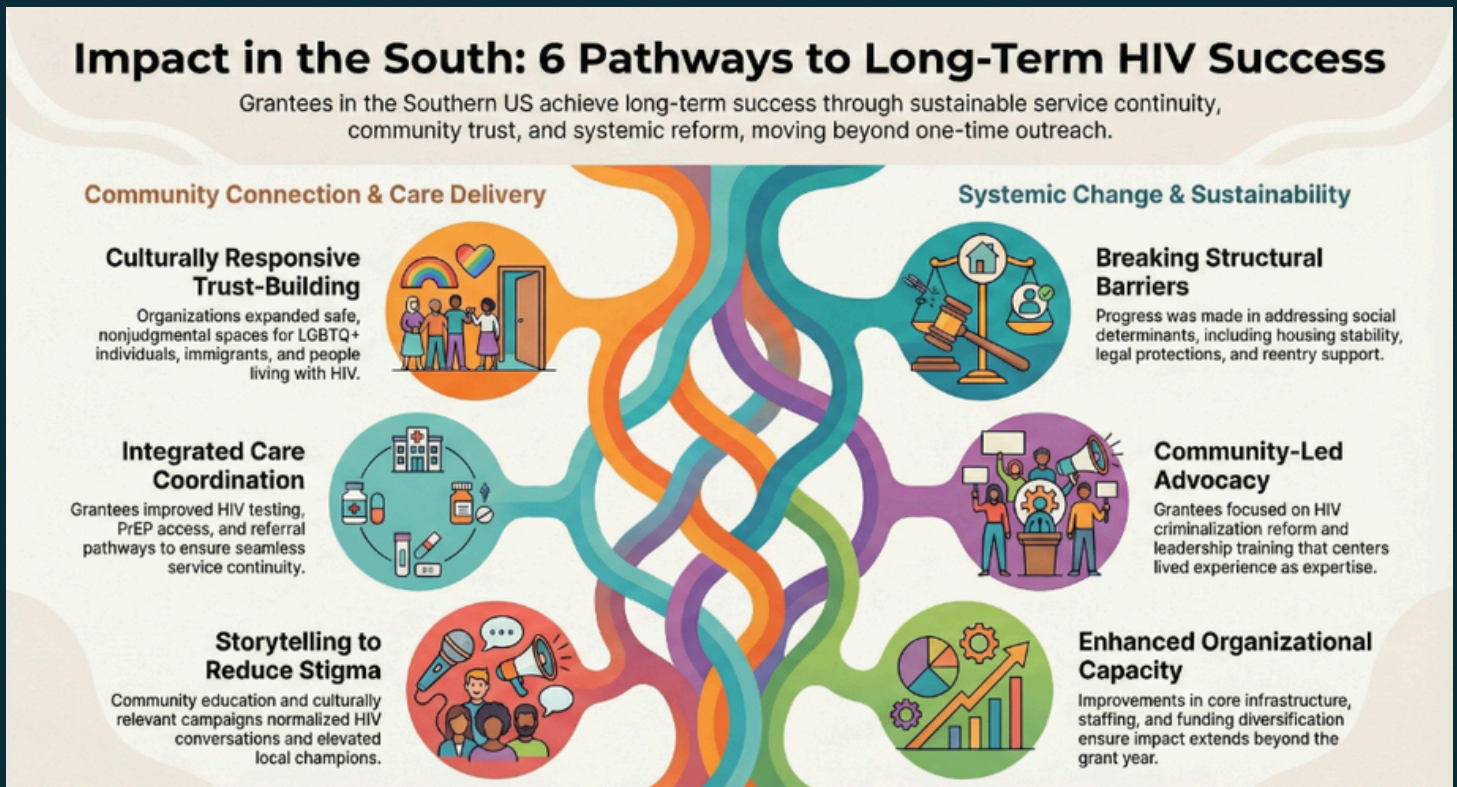 Impact in the South: 6 Pathways to Long-Term HIV Success
Grantees in the Southern US achieve long-term success through sustainable service continuity,
community trust, and systemic reform, moving beyond one-time outreach.
Community Connection & Care Delivery
Culturally Responsive
Trust-Building
Organizations expanded safe,
nonjudgmental spaces for LGBTQ+
individuals, immigrants, and people
living with HIV.
Integrated Care
Coordination
Grantees improved HIV testing,
PrEP access, and referral
pathways to ensure seamless
service continuity.
Storytelling to
Reduce Stigma
Community education and culturally
relevant campaigns normalized HIV
conversations and elevated
local champions.
Systemic Change & Sustainability
Breaking Structural
Barriers
Progress was made in addressing social
determinants, including housing stability,
legal protections, and reentry support.
Community-Led
Advocacy
Grantees focused on HIV
criminalization reform and
leadership training that centers
lived experience as expertise.
Enhanced Organizational
Capacity
Improvements in core infrastructure,
staffing, and funding diversification
ensure impact extends beyond the
grant year.